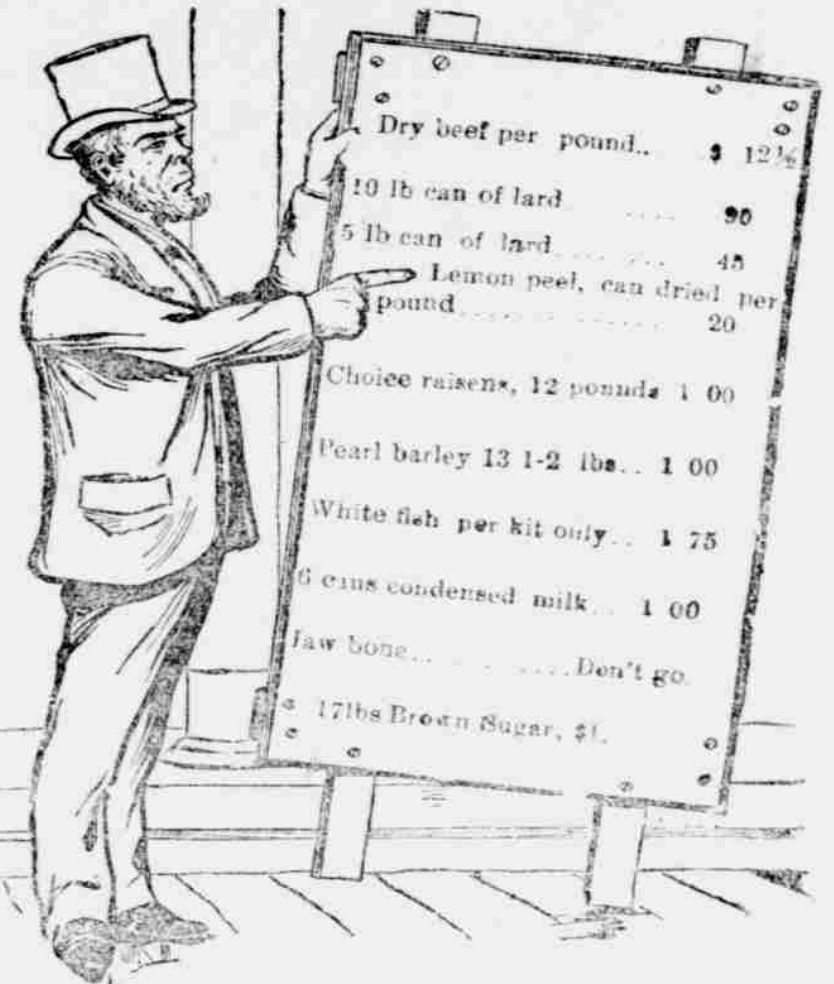 Dry beef per pound.. $ 12½
10 lb can of lard .... 90
5 lb can of lard.... ... 45
Lemon peel, can dried per
pound.............. 20
Choice raisens, 12 pounds 1 00
Pearl barley 13 1-2 lbs.. 1 00
White fish per kit only.. 1 75
6 cans condensed milk.. 1 00
Jaw bone............Don't go.
17lbs Brown Sugar, $1.